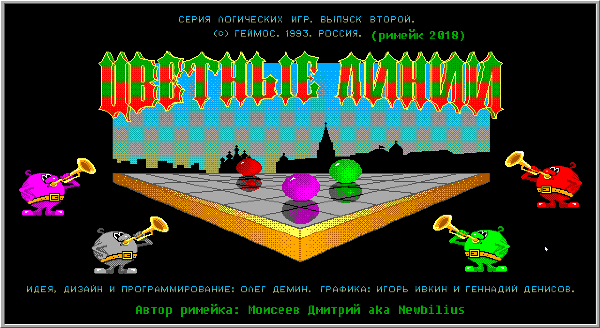 СЕРИЯ ЛОГИЧЕСКИХ ИГР. ВЫПУСК ВТОРОЙ.
(C) ГЕЙМОС. 1993. РОССИЯ. (римейк 2018)
ЦВЕТНЫЕ ЛИНИИ
ИДЕЯ, ДИЗАЙН И ПРОГРАММИРОВАНИЕ: ОЛЕГ ДЕМИН. ГРАФИКА: ИГОРЬ ИВКИН И ГЕННАДИЙ ДЕНИСОВ.
Автор римейка: Моисеев Дмитрий aka Newbilius